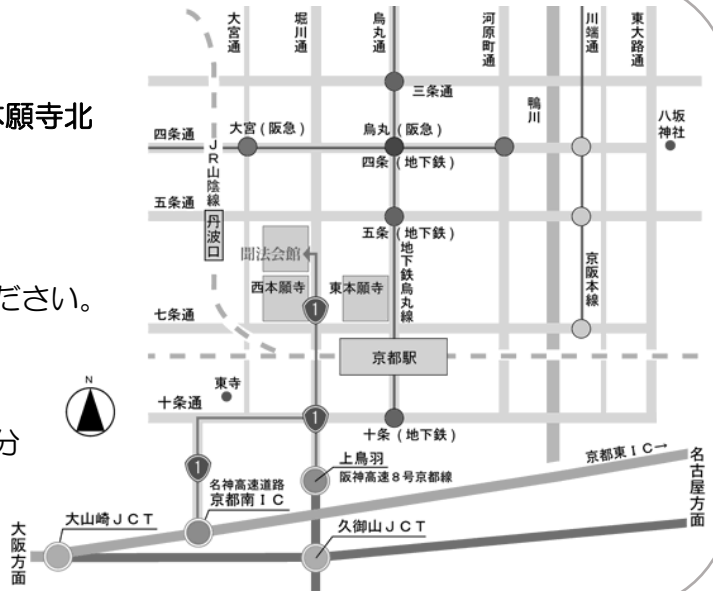 大宮通
堀川通
烏丸通
河原町通
川端通
東大路通
三条通
鴨川
本願寺北
八坂
神社
四条通
大宮(阪急)
烏丸(阪急)
四条(地下鉄)
JR山陰線
丹波口
五条通
五条(地下鉄)
地下鉄烏丸線
聞法会館
京阪本線
西本願寺
東本願寺
ださい。
1
七条通
京都駅
N
東寺
十条通
1
十条(地下鉄)
分
1
上鳥羽
阪神高速8号京都線
京都東IC→
名古屋方面
名神高速道路
京都南IC
大山崎JCT
久御山JCT
大阪方面